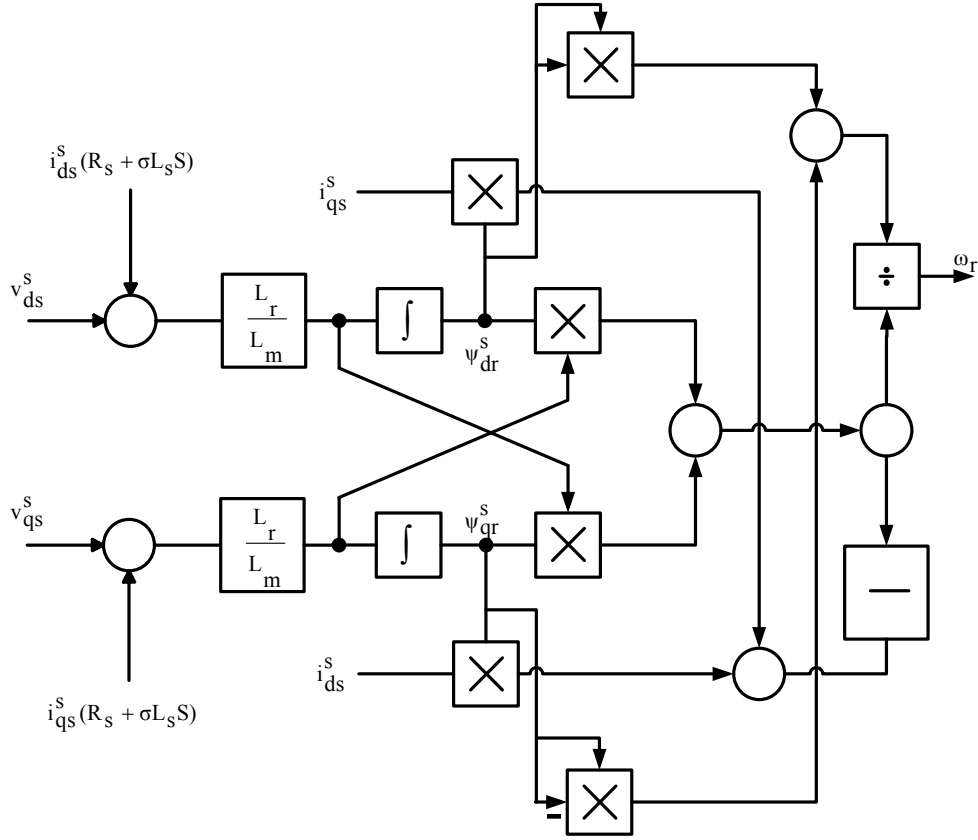 i^s_ds(R_s + σL_sS)
i^s_qs
ω_r
÷
v^s_ds
L_r
L_m
∫
ψ^s_dr
v^s_qs
L_r
L_m
∫
ψ^s_qr
i^s_ds
i^s_qs(R_s + σL_sS)